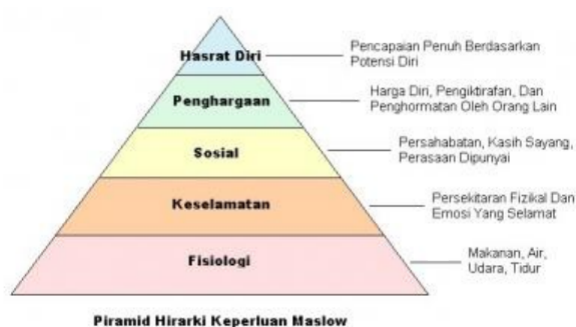 Hasrat Diri
Pencapaian Penuh Berdasarkan
Potensi Diri
Penghargaan
Harga Diri, Pengiktirafan, Dan
Penghormatan Oleh Orang Lain
Sosial
Persahabatan, Kasih Sayang,
Perasaan Dipunyai
Keselamatan
Persekitaran Fizikal Dan
Emosi Yang Selamat
Fisiologi
Makanan, Air,
Udara, Tidur
Piramid Hirarki Keperluan Maslow